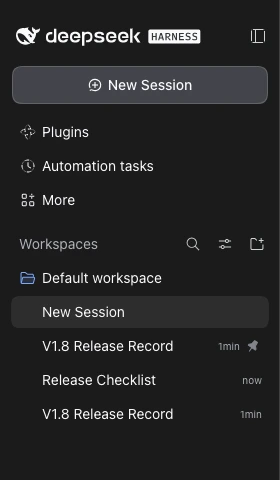 deepseek HARNESS
New Session
Plugins
Automation tasks
More
Workspaces
Default workspace
New Session
V1.8 Release Record 1min
Release Checklist now
V1.8 Release Record 1min